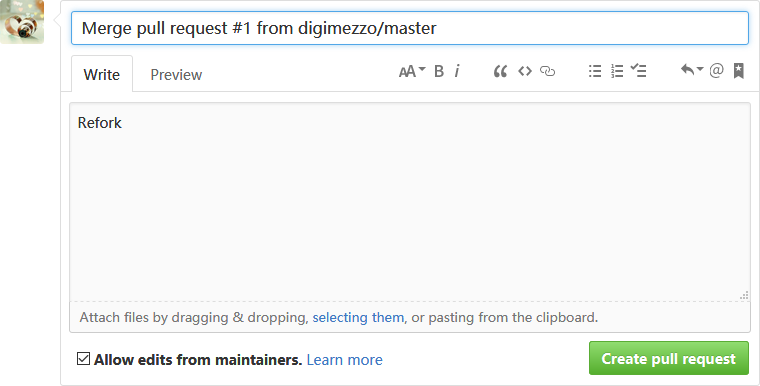 Merge pull request #1 from digimezzo/master
Write Preview AA B i “ <> @
Refork
Attach files by dragging & dropping, selecting them, or pasting from the clipboard.
Allow edits from maintainers. Learn more Create pull request